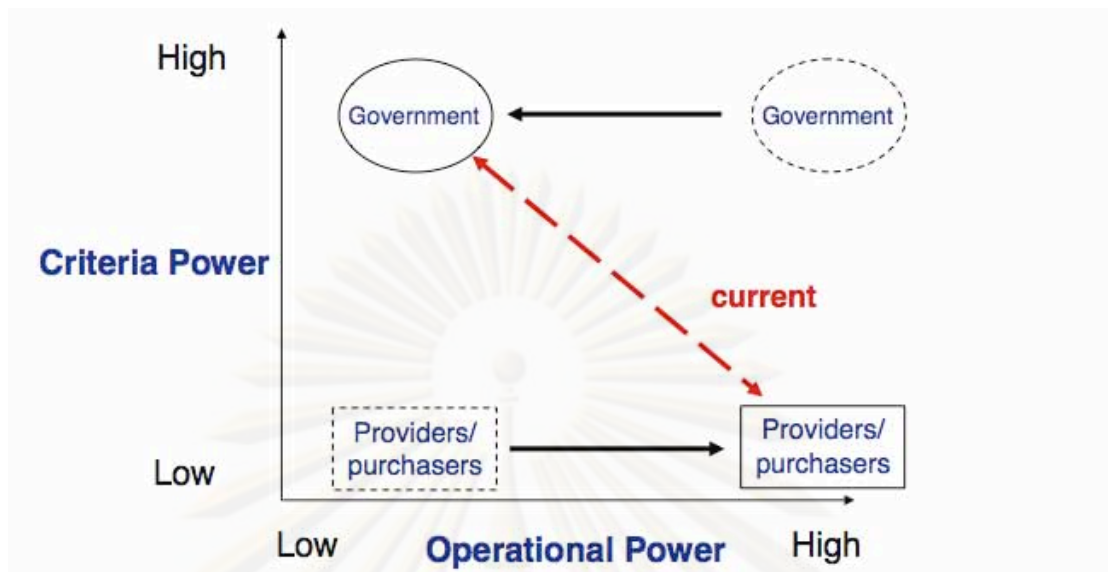 High
Government
Government
Criteria Power
current
Providers/
purchasers
Providers/
purchasers
Low
Low
Operational Power
High